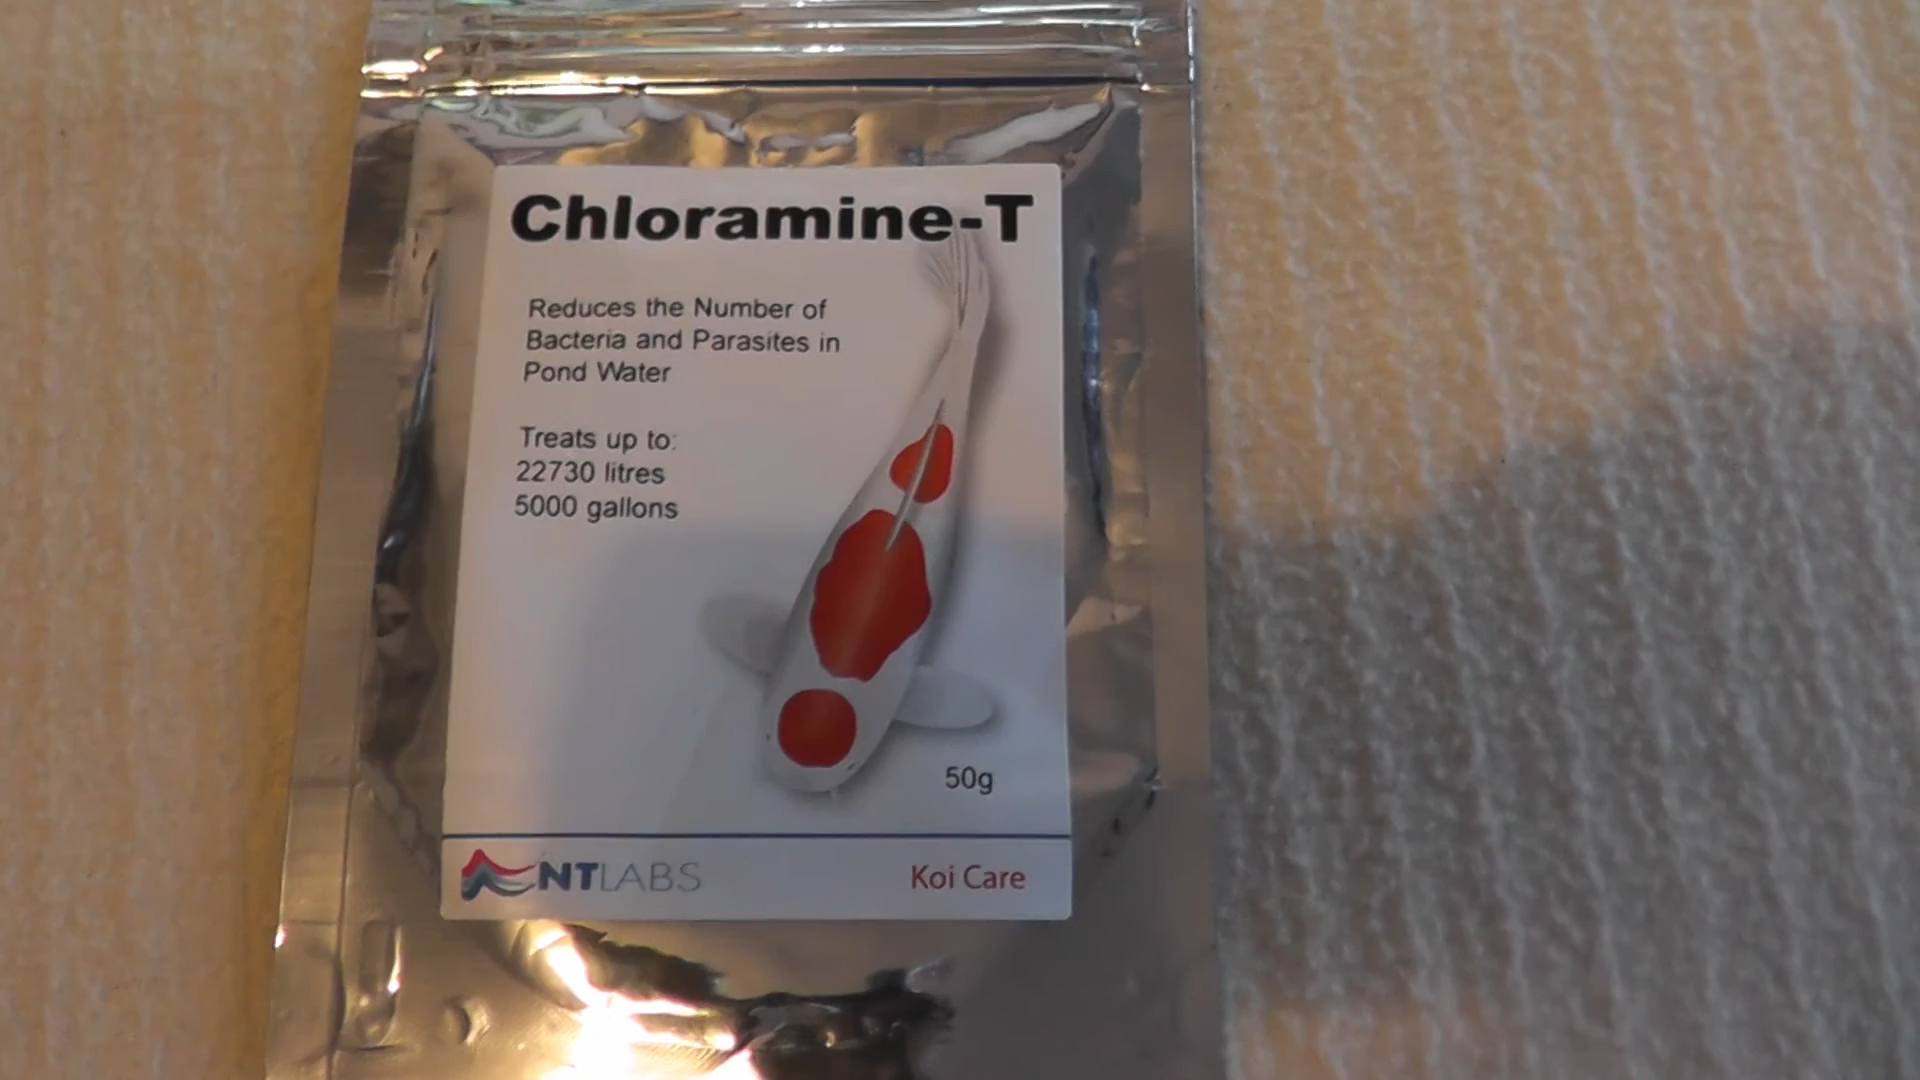 Chloramine-T
Reduces the Number of
Bacteria and Parasites in
Pond Water
Treats up to:
22730 litres
5000 gallons
50g
NTLABS
Koi Care